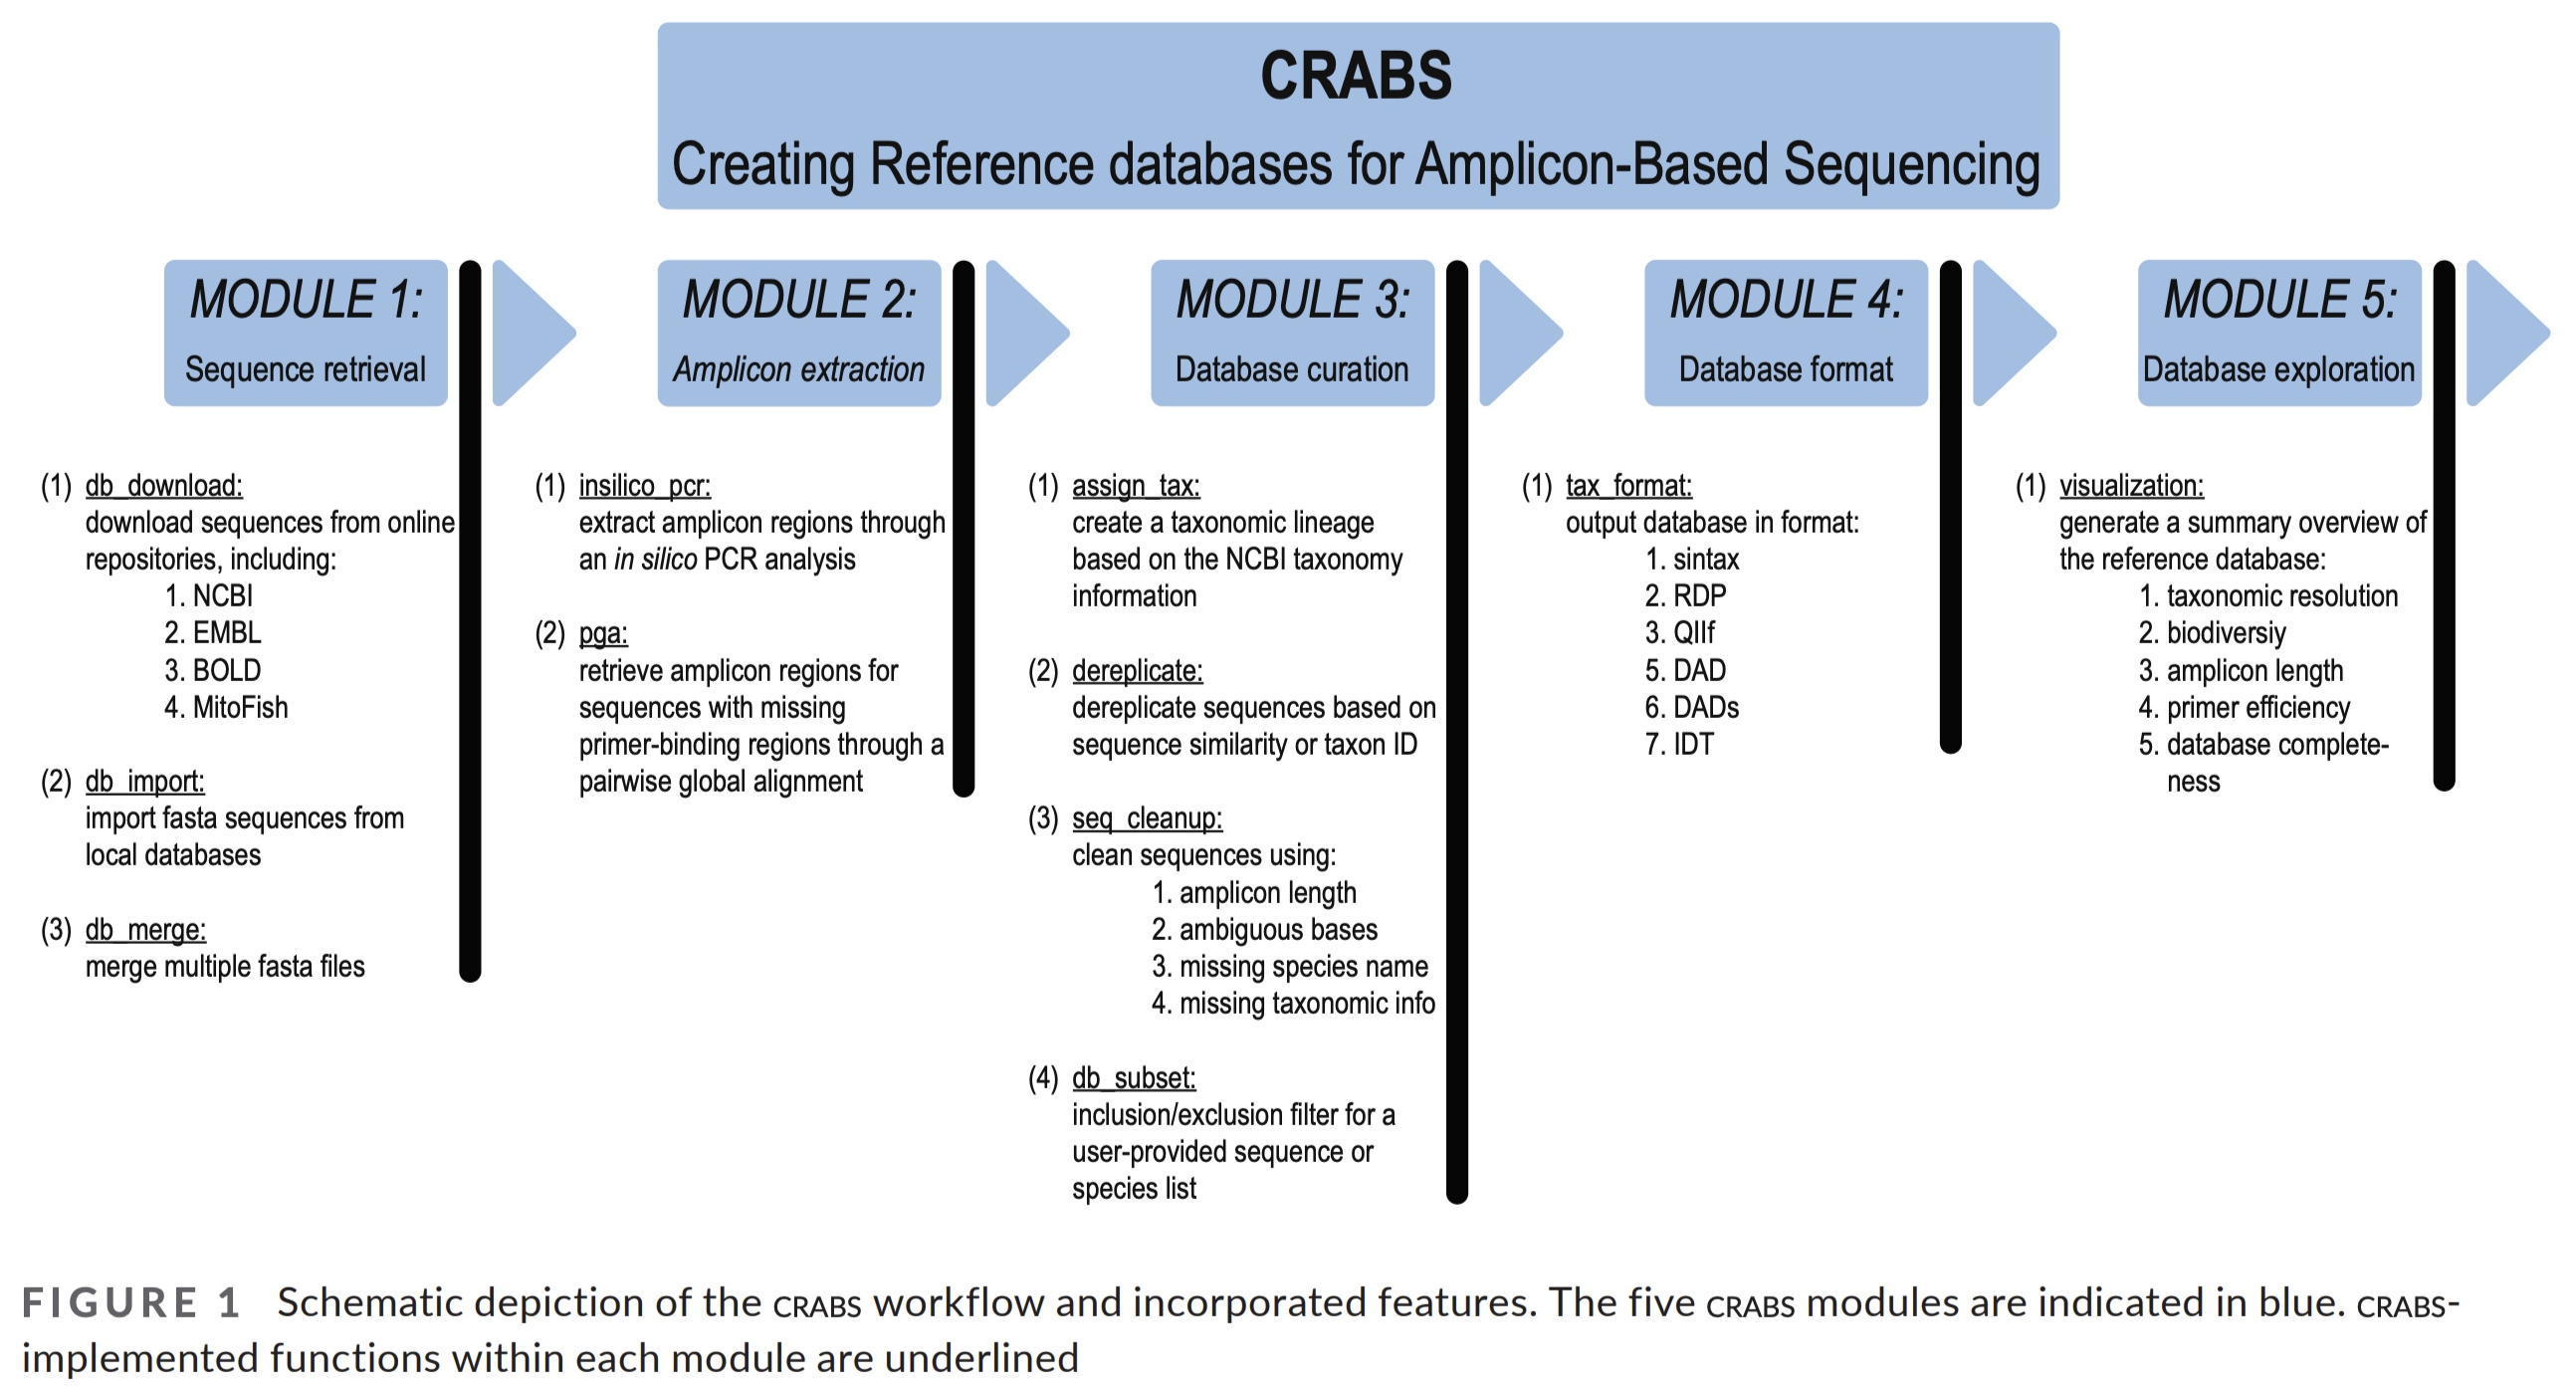 CRABS
Creating Reference databases for Amplicon-Based Sequencing
MODULE 1:
Sequence retrieval
(1) db_download:
download sequences from online
repositories, including:
1. NCBI
2. EMBL
3. BOLD
4. MitoFish
(2) db_import:
import fasta sequences from
local databases
(3) db_merge:
merge multiple fasta files
MODULE 2:
Amplicon extraction
(1) insilico_pcr:
extract amplicon regions through
an in silico PCR analysis
(2) pga:
retrieve amplicon regions for
sequences with missing
primer-binding regions through a
pairwise global alignment
MODULE 3:
Database curation
(1) assign_tax:
create a taxonomic lineage
based on the NCBI taxonomy
information
(2) dereplicate:
dereplicate sequences based on
sequence similarity or taxon ID
(3) seq_cleanup:
clean sequences using:
1. amplicon length
2. ambiguous bases
3. missing species name
4. missing taxonomic info
(4) db_subset:
inclusion/exclusion filter for a
user-provided sequence or
species list
MODULE 4:
Database format
(1) tax_format:
output database in format:
1. sintax
2. RDP
3. QIIf
5. DAD
6. DADs
7. IDT
MODULE 5:
Database exploration
(1) visualization:
generate a summary overview of
the reference database:
1. taxonomic resolution
2. biodiversiy
3. amplicon length
4. primer efficiency
5. database complete-
ness
FIGURE 1 Schematic depiction of the CRABS workflow and incorporated features. The five CRABS modules are indicated in blue. CRABS-
implemented functions within each module are underlined